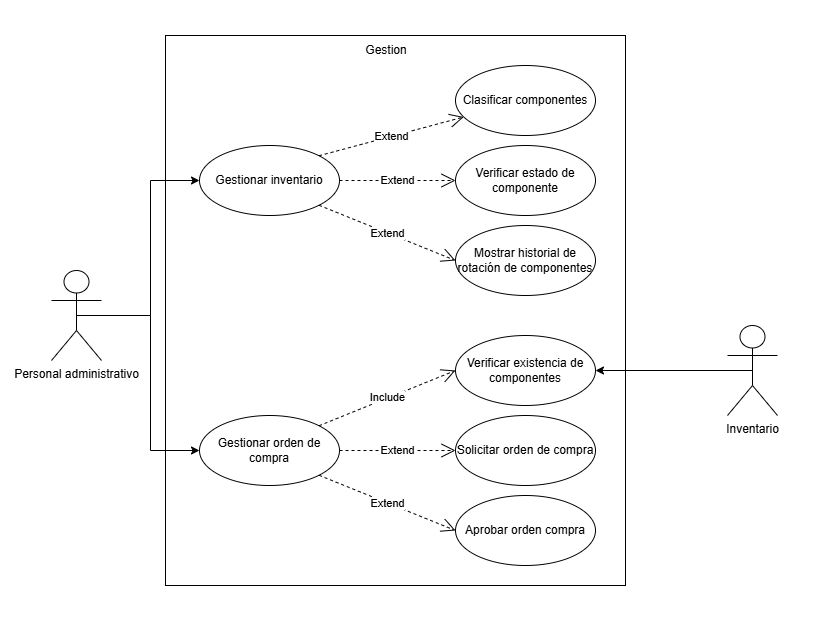 Gestion
Clasificar componentes
Extend
Gestionar inventario
Extend
Verificar estado de
componente
Extend
Mostrar historial de
rotación de componentes
Personal administrativo
Verificar existencia de
componentes
Include
Inventario
Gestionar orden de
compra
Extend
Solicitar orden de compra
Extend
Aprobar orden compra